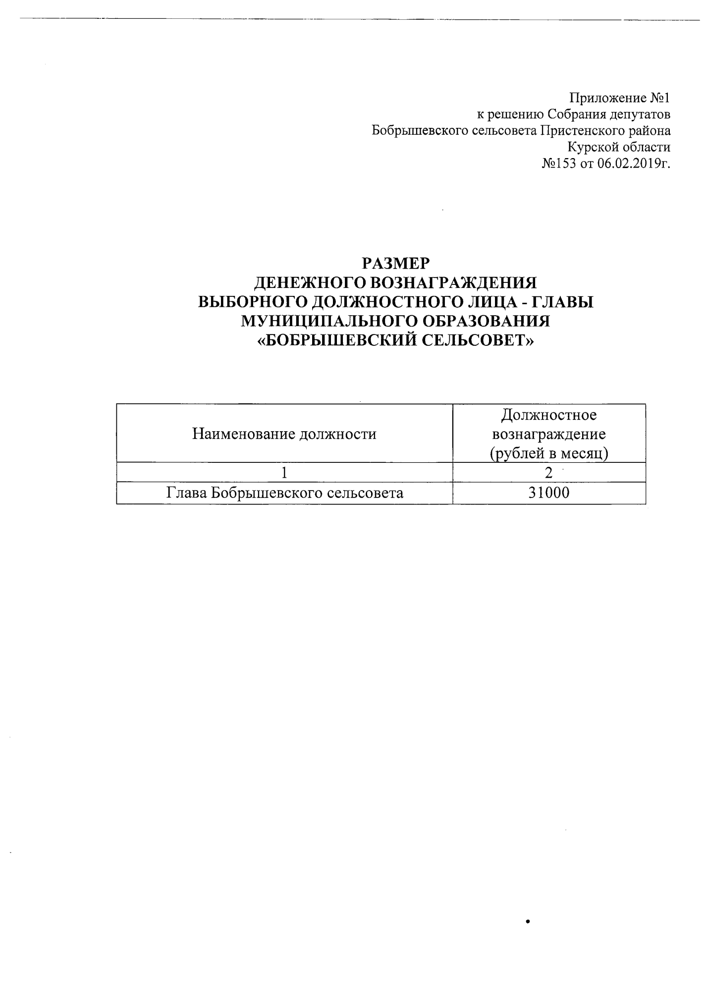 Приложение №1
к решению Собрания депутатов
Бобрышевского сельсовета Пристенского района
Курской области
№153 от 06.02.2019г.
РАЗМЕР
ДЕНЕЖНОГО ВОЗНАГРАЖДЕНИЯ
ВЫБОРНОГО ДОЛЖНОСТНОГО ЛИЦА - ГЛАВЫ
МУНИЦИПАЛЬНОГО ОБРАЗОВАНИЯ
«БОБРЫШЕВСКИЙ СЕЛЬСОВЕТ»
Наименование должности
Должностное
вознаграждение
(рублей в месяц)
1 2
Глава Бобрышевского сельсовета 31000